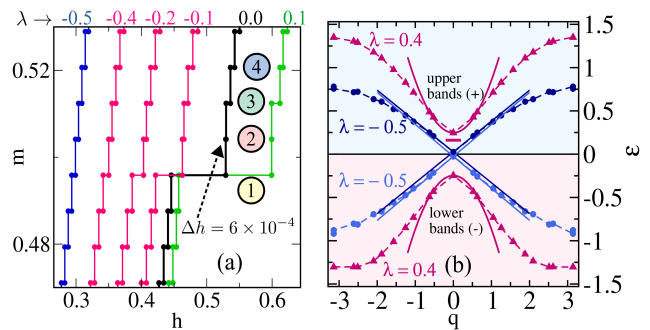 λ → -0.5 -0.4 -0.2 -0.1 0.0 0.1
0.52
0.48
m
4
3
2
1
Δh = 6 × 10⁻⁴
(a)
0.3 0.4 0.5 0.6
h
1.5
1
0.5
0
-0.5
-1
-1.5
ε
λ = 0.4
upper
bands (+)
λ = − 0.5
λ = − 0.5
lower
bands (-)
λ = 0.4
(b)
-3 -2 -1 0 1 2 3
q